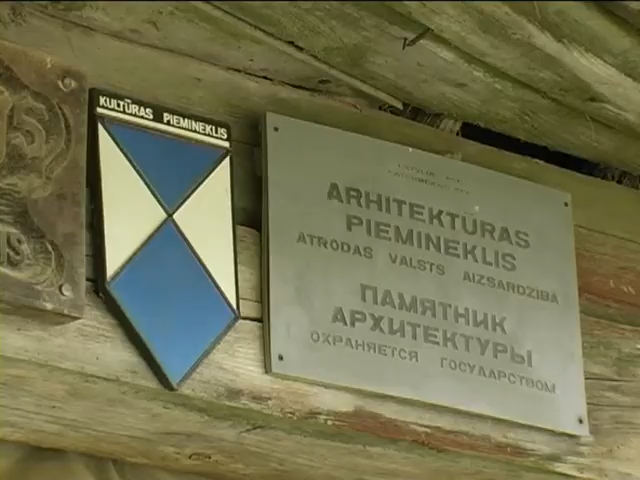 KULTŪRAS PIEMINEKLIS
ARHITEKTŪRAS
PIEMINEKLIS
ATRODAS VALSTS AIZSARDZĪBĀ
ПАМЯТНИК
АРХИТЕКТУРЫ
ОХРАНЯЕТСЯ ГОСУДАРСТВОМ